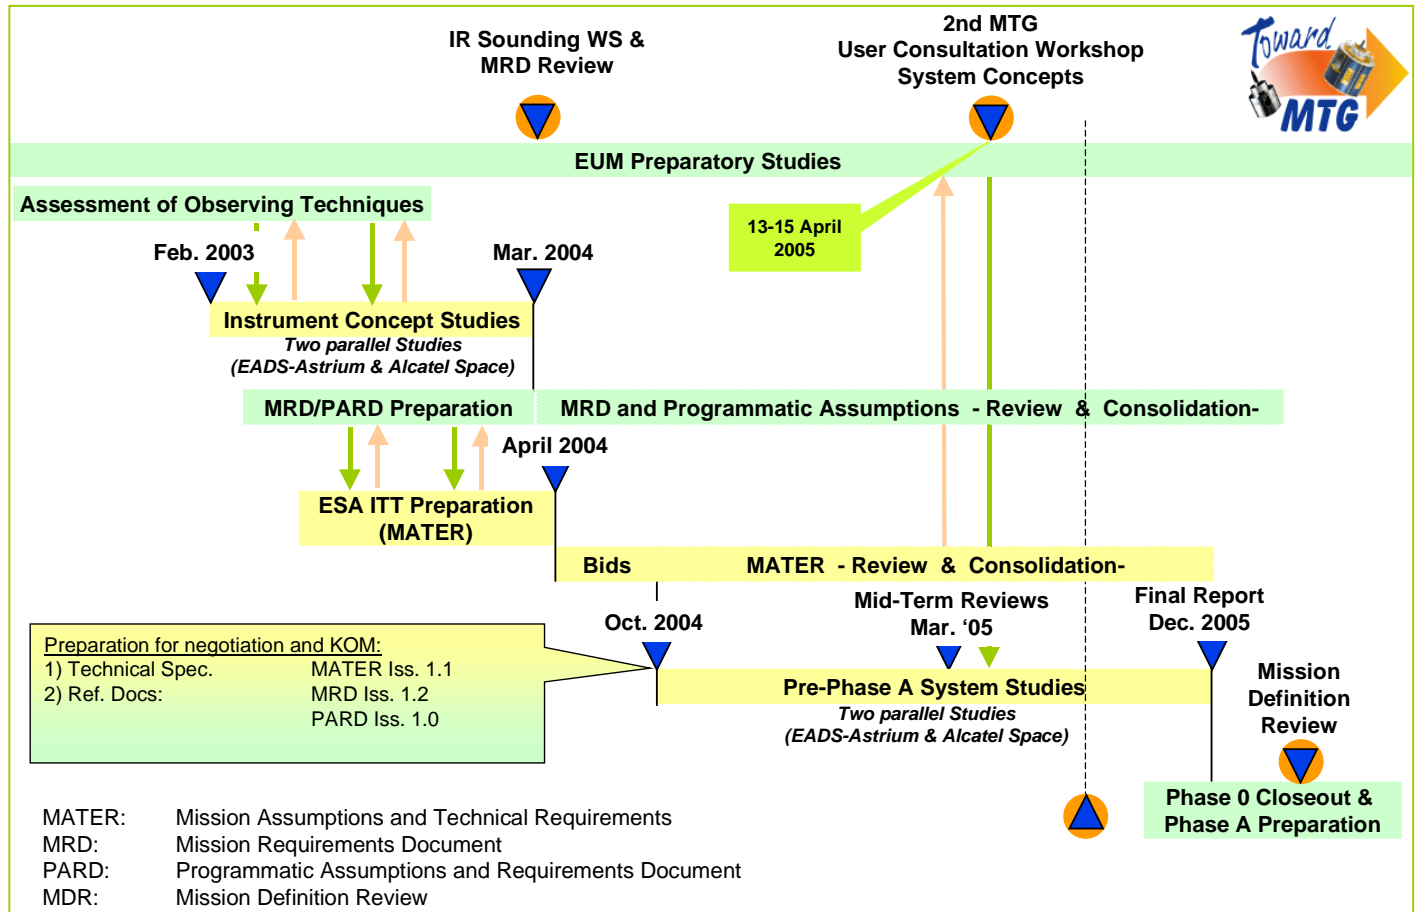 IR Sounding WS &
MRD Review
2nd MTG
User Consultation Workshop
System Concepts
Toward
MTG
EUM Preparatory Studies
Assessment of Observing Techniques
13-15 April
2005
Feb. 2003
Mar. 2004
Instrument Concept Studies
Two parallel Studies
(EADS-Astrium & Alcatel Space)
MRD/PARD Preparation
MRD and Programmatic Assumptions - Review & Consolidation-
April 2004
ESA ITT Preparation
(MATER)
Bids
MATER - Review & Consolidation-
Oct. 2004
Mid-Term Reviews
Mar. ‘05
Final Report
Dec. 2005
Preparation for negotiation and KOM:
1) Technical Spec. MATER Iss. 1.1
2) Ref. Docs: MRD Iss. 1.2
PARD Iss. 1.0
Pre-Phase A System Studies
Two parallel Studies
(EADS-Astrium & Alcatel Space)
Mission
Definition
Review
Phase 0 Closeout &
Phase A Preparation
MATER: Mission Assumptions and Technical Requirements
MRD: Mission Requirements Document
PARD: Programmatic Assumptions and Requirements Document
MDR: Mission Definition Review